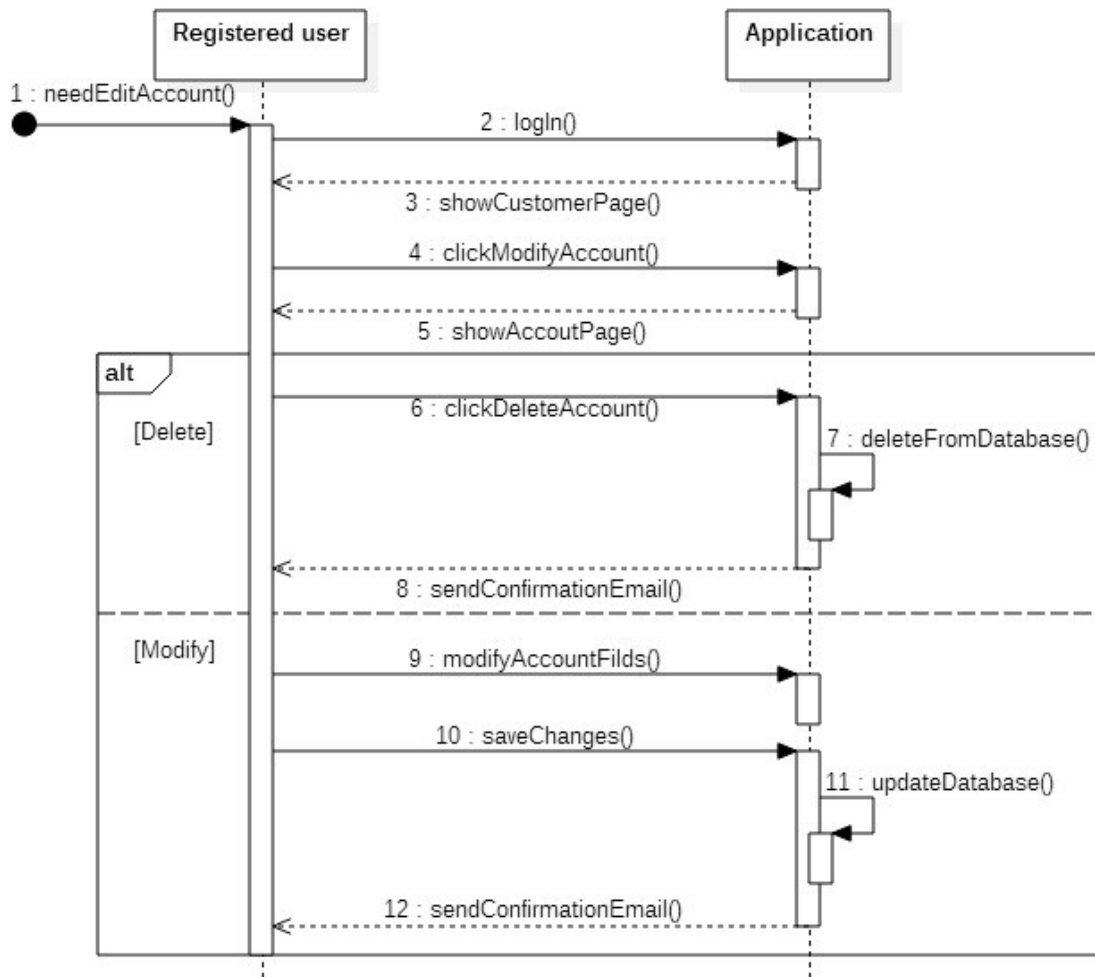 Registered user
Application
1 : needEditAccount()
2 : logIn()
3 : showCustomerPage()
4 : clickModifyAccount()
5 : showAccoutPage()
alt
6 : clickDeleteAccount()
[Delete]
7 : deleteFromDatabase()
8 : sendConfirmationEmail()
[Modify]
9 : modifyAccountFilds()
10 : saveChanges()
11 : updateDatabase()
12 : sendConfirmationEmail()